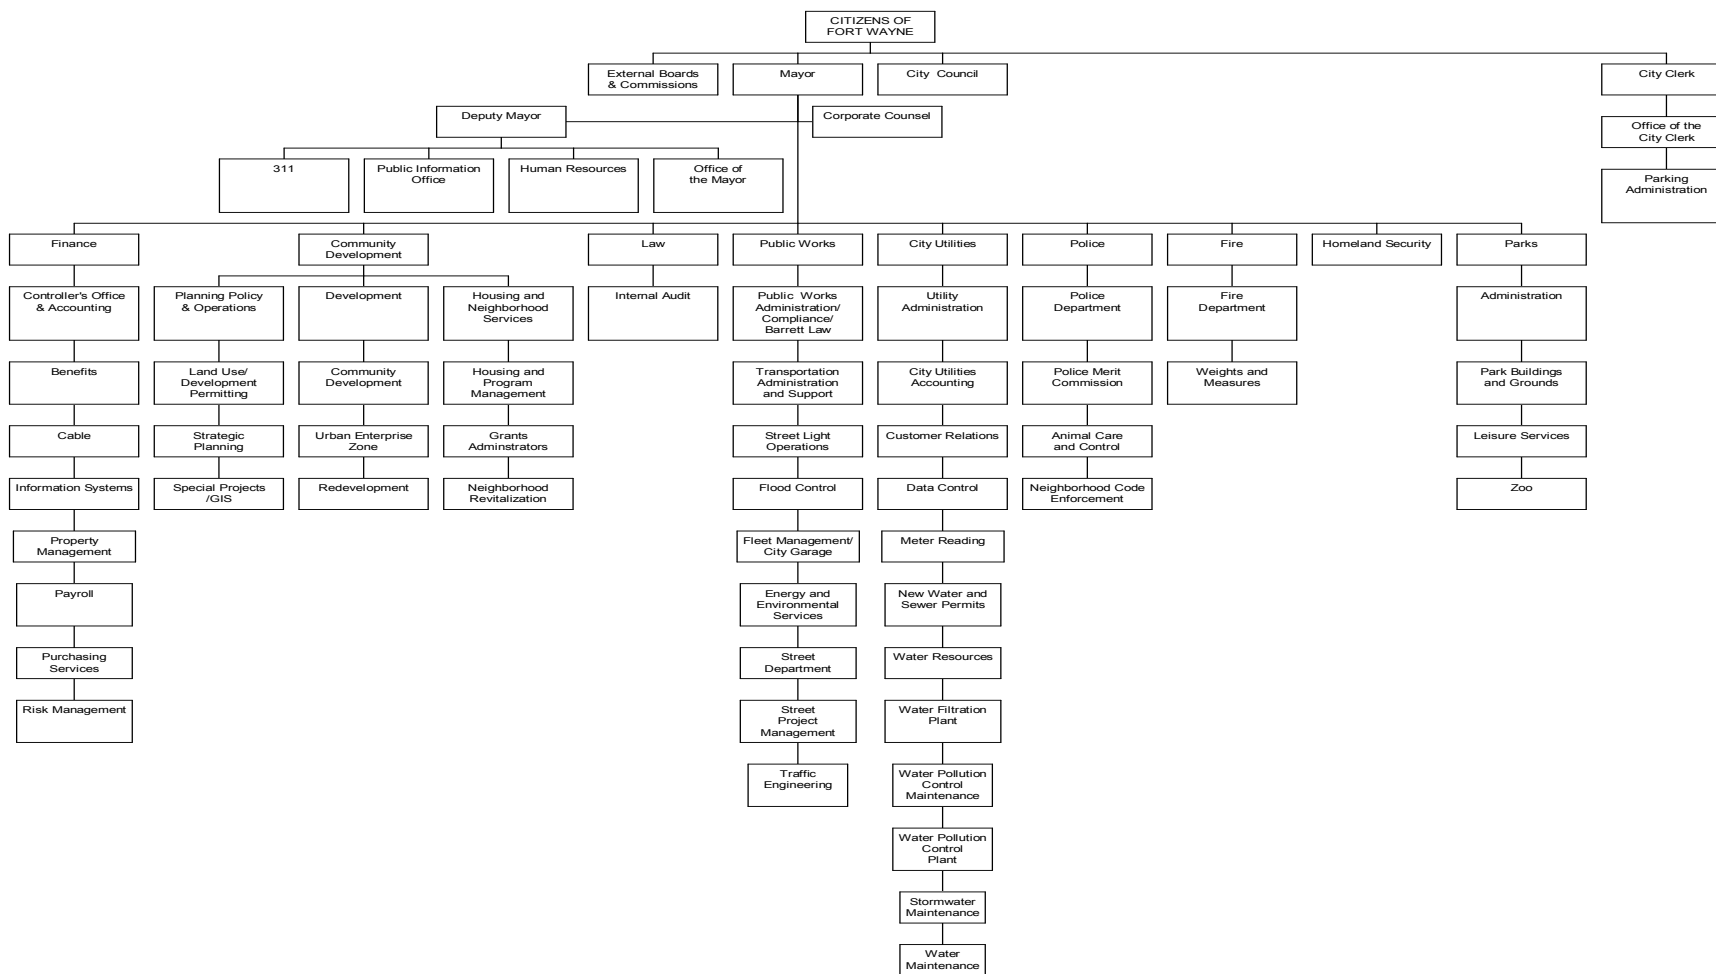 CITIZENS OF
FORT WAYNE
External Boards
& Commissions
Mayor
City Council
City Clerk
Deputy Mayor
Corporate Counsel
Office of the
City Clerk
311
Public Information
Office
Human Resources
Office of
the Mayor
Parking
Administration
Finance
Community
Development
Law
Public Works
City Utilities
Police
Fire
Homeland Security
Parks
Controller's Office
& Accounting
Planning Policy
& Operations
Development
Housing and
Neighborhood
Services
Internal Audit
Public Works
Administration/
Compliance/
Barrett Law
Utility
Administration
Police
Department
Fire
Department
Administration
Benefits
Land Use/
Development
Permitting
Community
Development
Housing and
Program
Management
Transportation
Administration
and Support
City Utilities
Accounting
Police Merit
Commission
Weights and
Measures
Park Buildings
and Grounds
Cable
Strategic
Planning
Urban Enterprise
Zone
Grants
Adminstrators
Street Light
Operations
Customer Relations
Animal Care
and Control
Leisure Services
Information Systems
Special Projects
/GIS
Redevelopment
Neighborhood
Revitalization
Flood Control
Data Control
Neighborhood Code
Enforcement
Zoo
Property
Management
Fleet Management/
City Garage
Meter Reading
Payroll
Energy and
Environmental
Services
New Water and
Sewer Permits
Purchasing
Services
Street
Department
Water Resources
Risk Management
Street
Project
Management
Water Filtration
Plant
Traffic
Engineering
Water Pollution
Control
Maintenance
Water Pollution
Control
Plant
Stormwater
Maintenance
Water
Maintenance